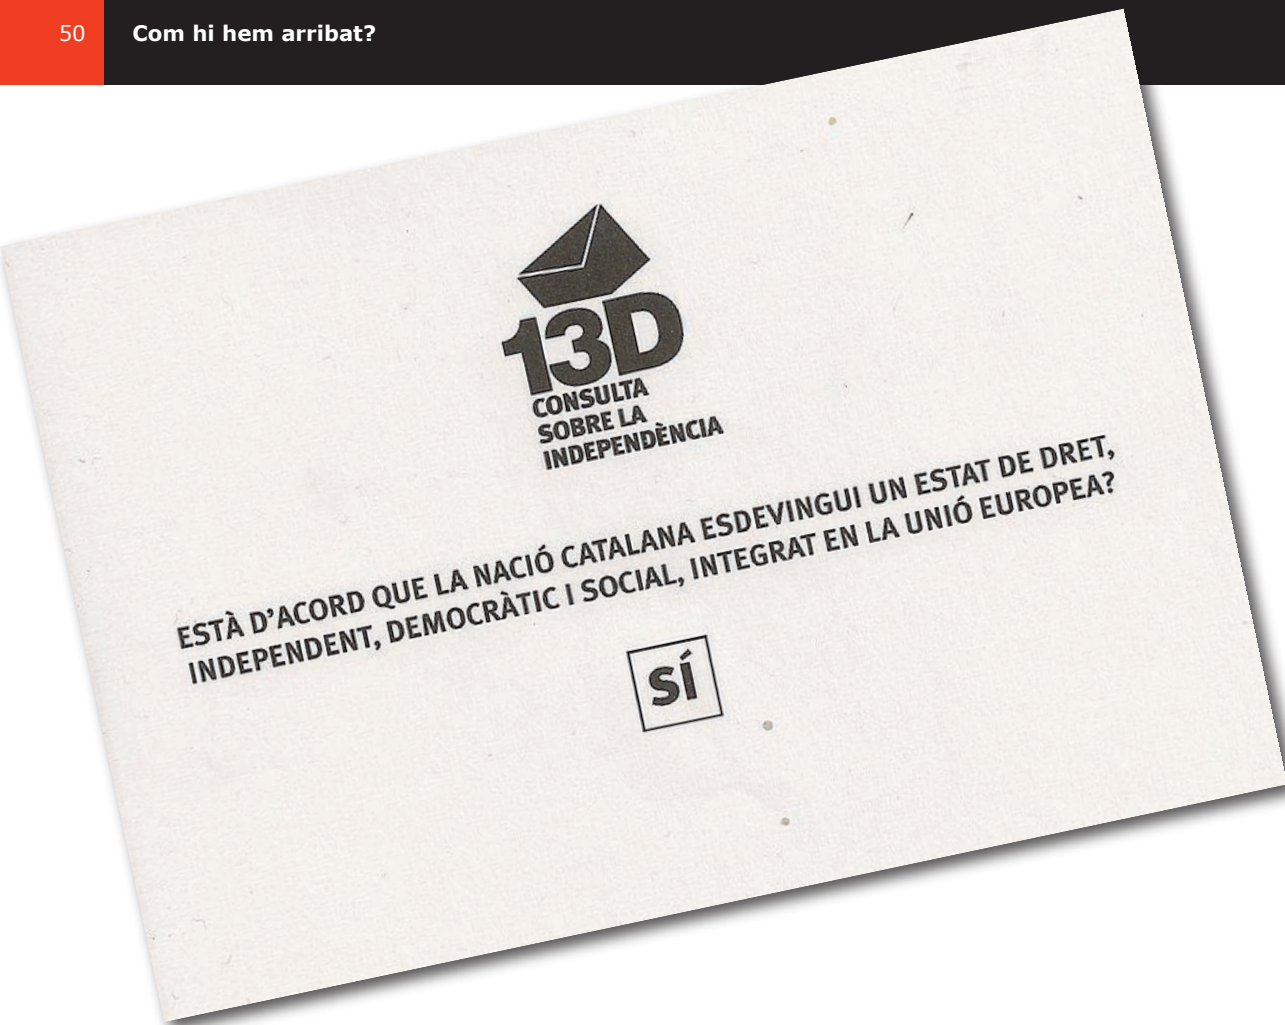 50
Com hi hem arribat?
13D
CONSULTA
SOBRE LA
INDEPENDÈNCIA
ESTÀ D’ACORD QUE LA NACIÓ CATALANA ESDEVINGUI UN ESTAT DE DRET,
INDEPENDENT, DEMOCRÀTIC I SOCIAL, INTEGRAT EN LA UNIÓ EUROPEA?
SÍ